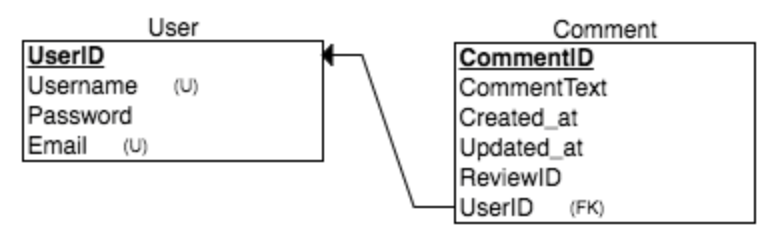 User
UserID
Username (U)
Password
Email (U)
Comment
CommentID
CommentText
Created_at
Updated_at
ReviewID
UserID (FK)